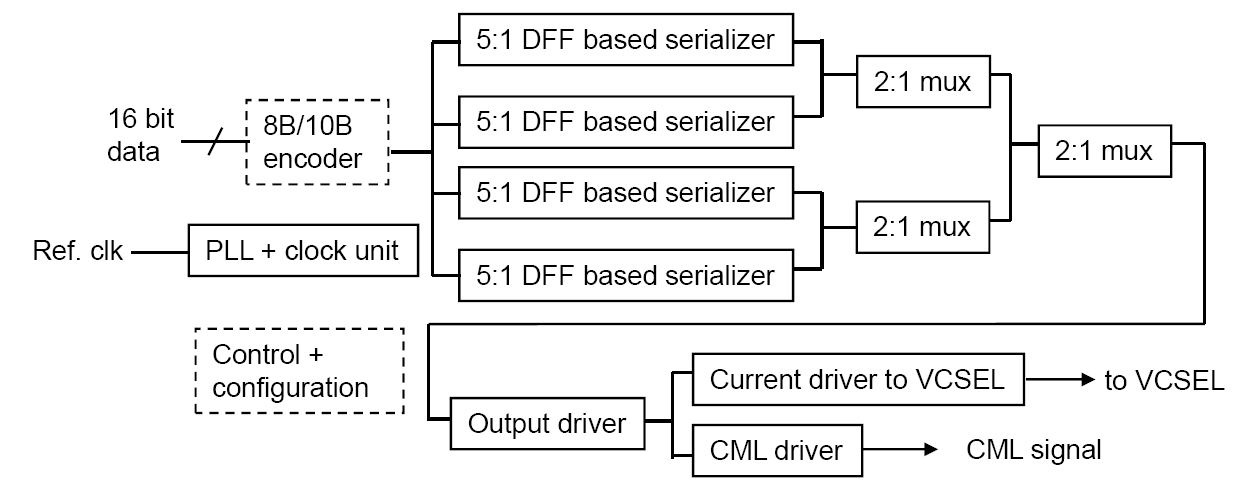 16 bit
data
8B/10B
encoder
5:1 DFF based serializer
5:1 DFF based serializer
5:1 DFF based serializer
5:1 DFF based serializer
2:1 mux
2:1 mux
2:1 mux
Ref. clk
PLL + clock unit
Control +
configuration
Output driver
Current driver to VCSEL
to VCSEL
CML driver
CML signal